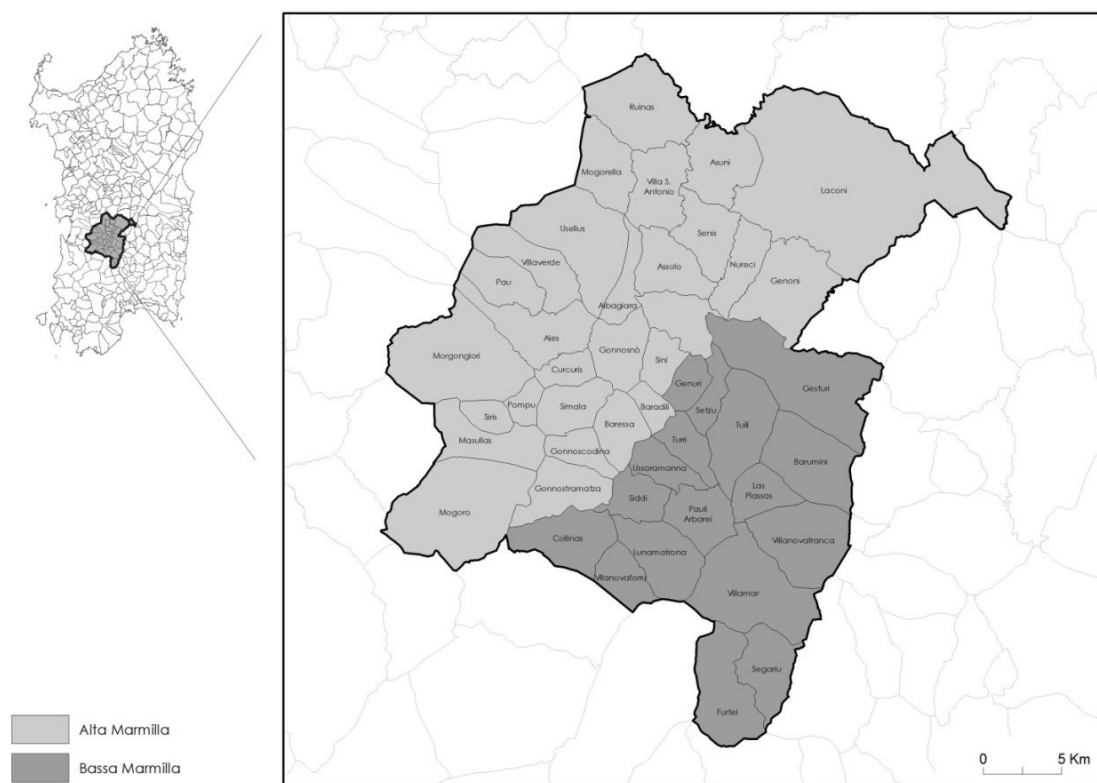 Ruinas
Asuni
Mogorella
Villa S.
Antonio
Laconi
Usellus
Senis
Assolo
Nureci
Villaverde
Genoni
Pau
Albagiara
Ales
Gonnosnò
Morgongiori
Sini
Curcuris
Genuri
Gesturi
Pompu
Simala
Baradili
Setzu
Siris
Baressa
Tuili
Masullas
Turri
Gonnoscodina
Barumini
Ussaramanna
Gonnostramatza
Las
Plassas
Siddi
Mogoro
Pauli
Arbarei
Collinas
Villanovafranca
Lunamatrona
Villanovaforru
Villamar
Segariu
Furtei
Alta Marmilla
Bassa Marmilla
0 5 Km